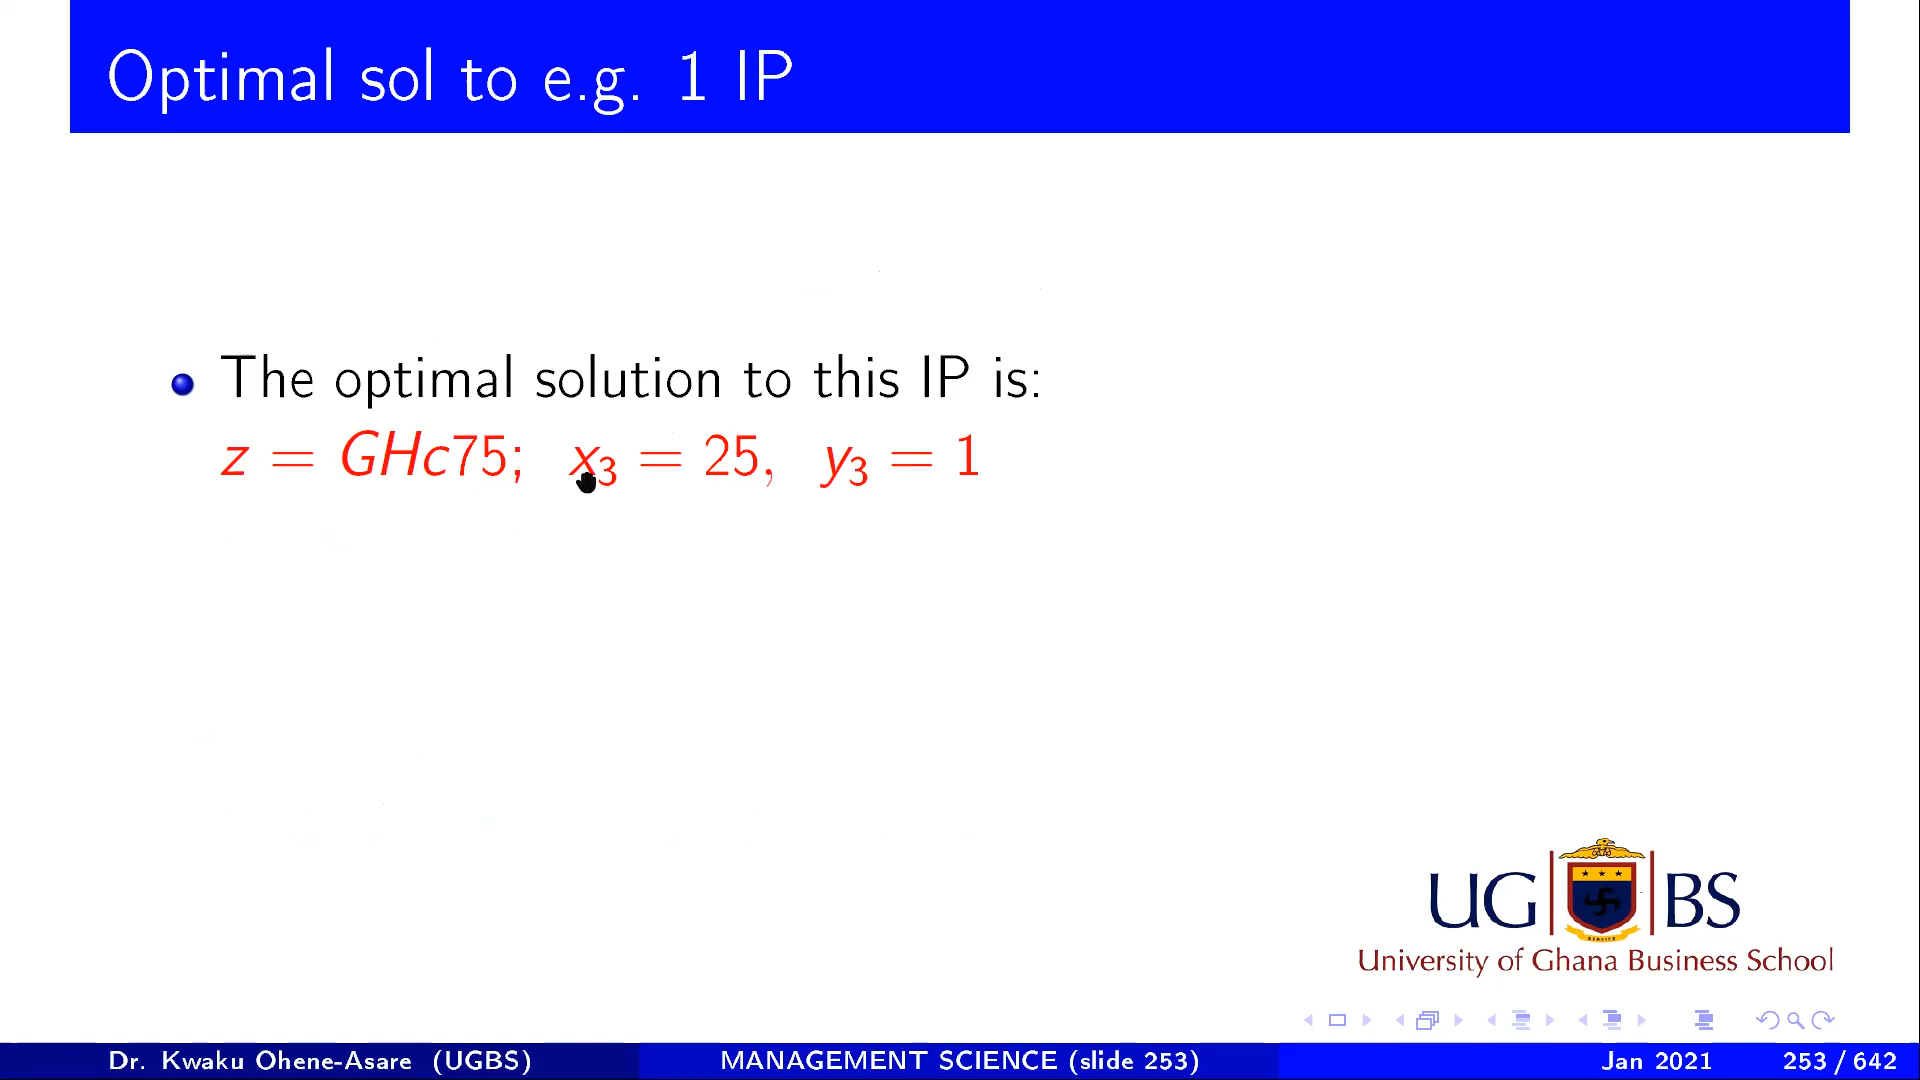 Optimal sol to e.g. 1 IP
The optimal solution to this IP is:
z = GHc75; x₃ = 25, y₃ = 1
UG BS
SERVICE
University of Ghana Business School
Dr. Kwaku Ohene-Asare (UGBS) MANAGEMENT SCIENCE (slide 253) Jan 2021 253 / 642